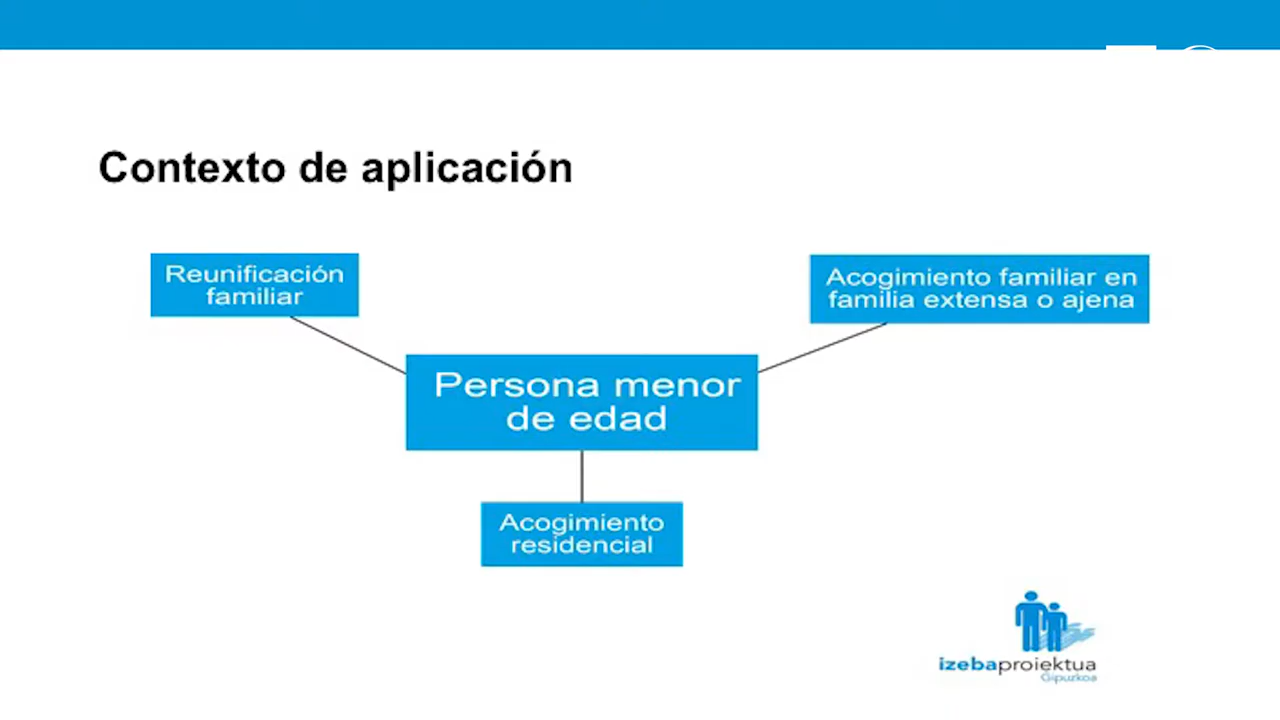 Contexto de aplicación
Reunificación
familiar
Acogimiento familiar en
familia extensa o ajena
Persona menor
de edad
Acogimiento
residencial
izebaproiektua
Gipuzkoa